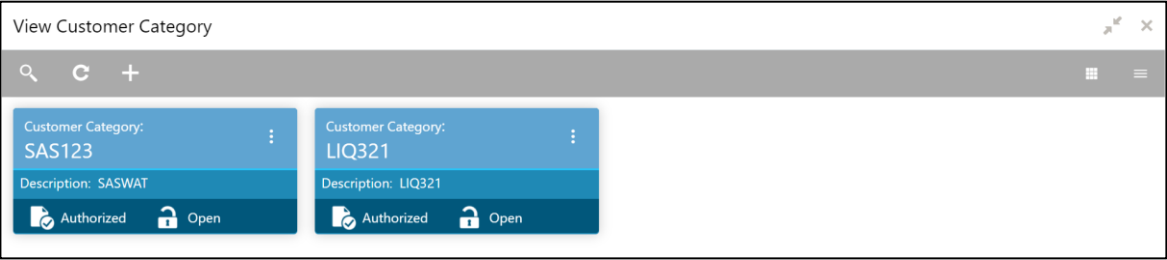 View Customer Category
Customer Category:
SAS123
Description: SASWAT
Authorized Open
Customer Category:
LIQ321
Description: LIQ321
Authorized Open